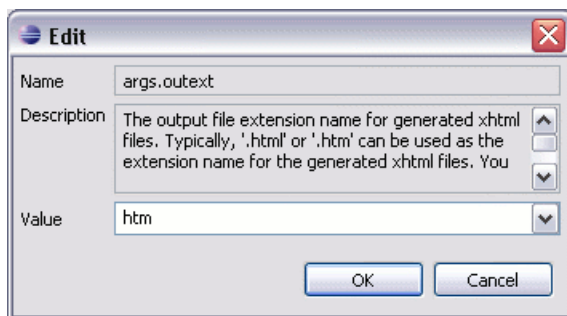 Edit
Name args.outext
Description The output file extension name for generated xhtml
files. Typically, '.html' or '.htm' can be used as the
extension name for the generated xhtml files. You
Value htm
OK Cancel